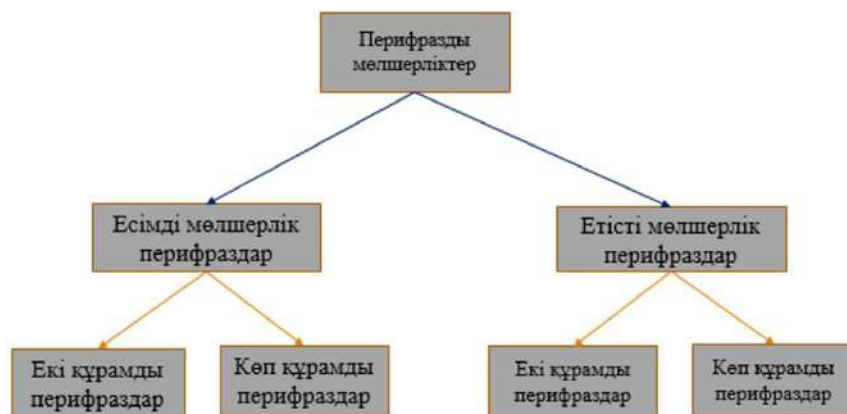 Перифразды
мөлшерліктер
Есімді мөлшерлік
перифраздар
Етісті мөлшерлік
перифраздар
Екі құрамды
перифраздар
Көп құрамды
перифраздар
Екі құрамды
перифраздар
Көп құрамды
перифраздар